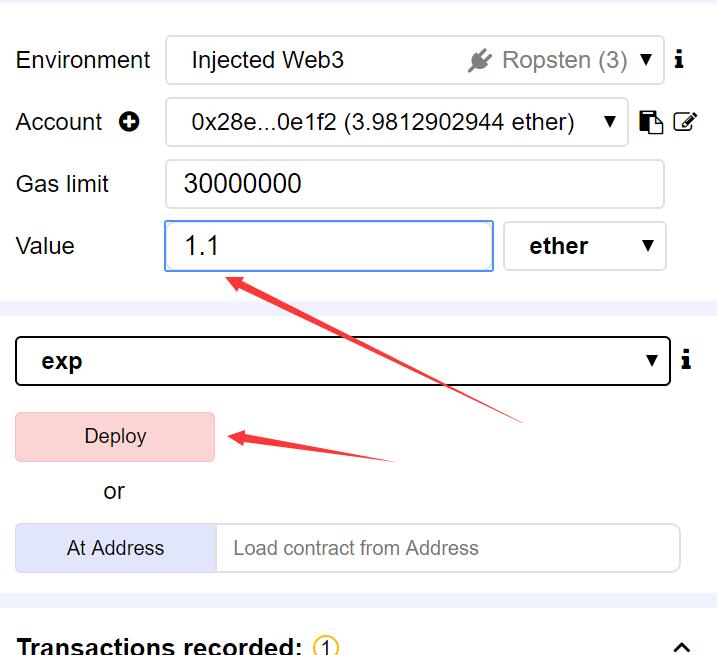 Environment Injected Web3 Ropsten (3)
Account 0x28e...0e1f2 (3.9812902944 ether)
Gas limit 30000000
Value 1.1 ether
exp
Deploy
or
At Address Load contract from Address
Transactions recorded: 1